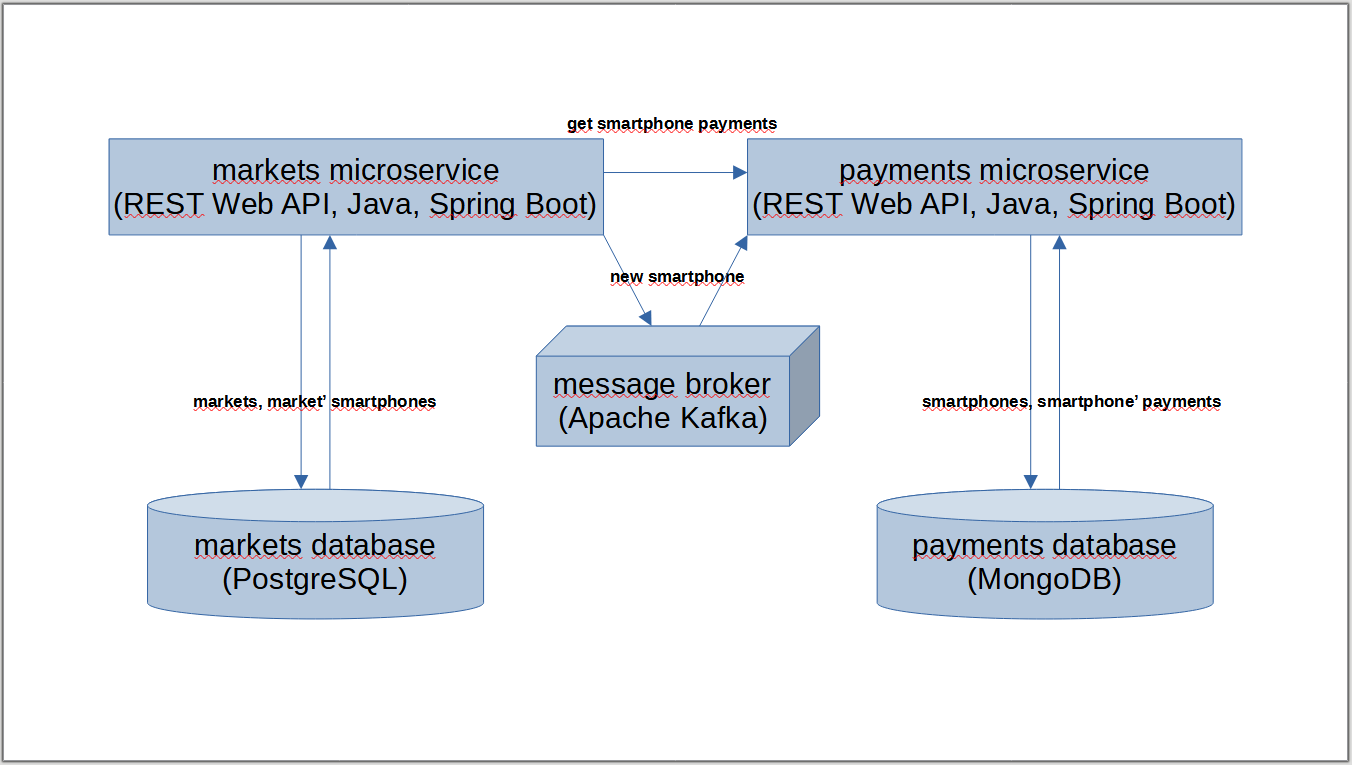 get smartphone payments
markets microservice
(REST Web API, Java, Spring Boot)
payments microservice
(REST Web API, Java, Spring Boot)
new smartphone
message broker
(Apache Kafka)
markets, market’ smartphones
smartphones, smartphone’ payments
markets database
(PostgreSQL)
payments database
(MongoDB)